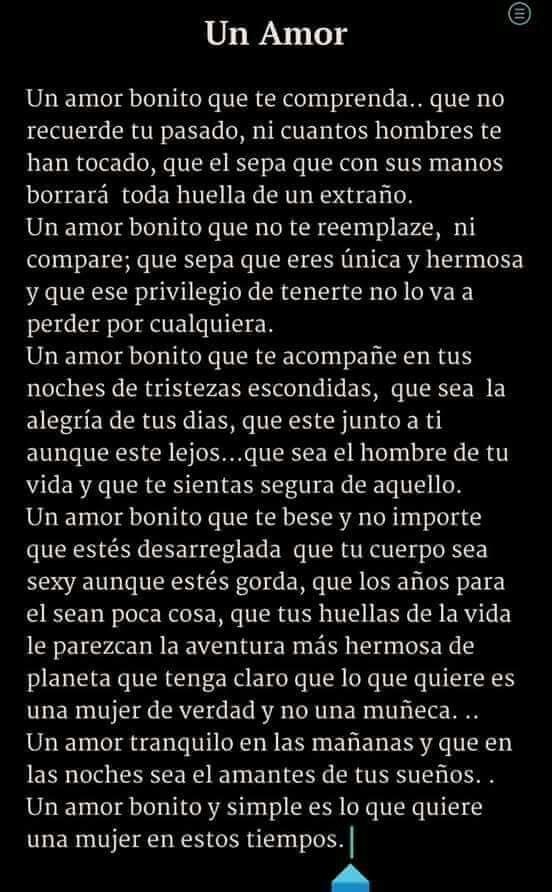 Un Amor
Un amor bonito que te comprenda.. que no
recuerde tu pasado, ni cuantos hombres te
han tocado, que el sepa que con sus manos
borrará  toda huella de un extraño.
Un amor bonito que no te reemplaze,  ni
compare; que sepa que eres única y hermosa
y que ese privilegio de tenerte no lo va a
perder por cualquiera.
Un amor bonito que te acompañe en tus
noches de tristezas escondidas,  que sea  la
alegría de tus dias, que este junto a ti
aunque este lejos...que sea el hombre de tu
vida y que te sientas segura de aquello.
Un amor bonito que te bese y no importe
que estés desarreglada  que tu cuerpo sea
sexy aunque estés gorda, que los años para
el sean poca cosa, que tus huellas de la vida
le parezcan la aventura más hermosa de
planeta que tenga claro que lo que quiere es
una mujer de verdad y no una muñeca. ..
Un amor tranquilo en las mañanas y que en
las noches sea el amantes de tus sueños. .
Un amor bonito y simple es lo que quiere
una mujer en estos tiempos.